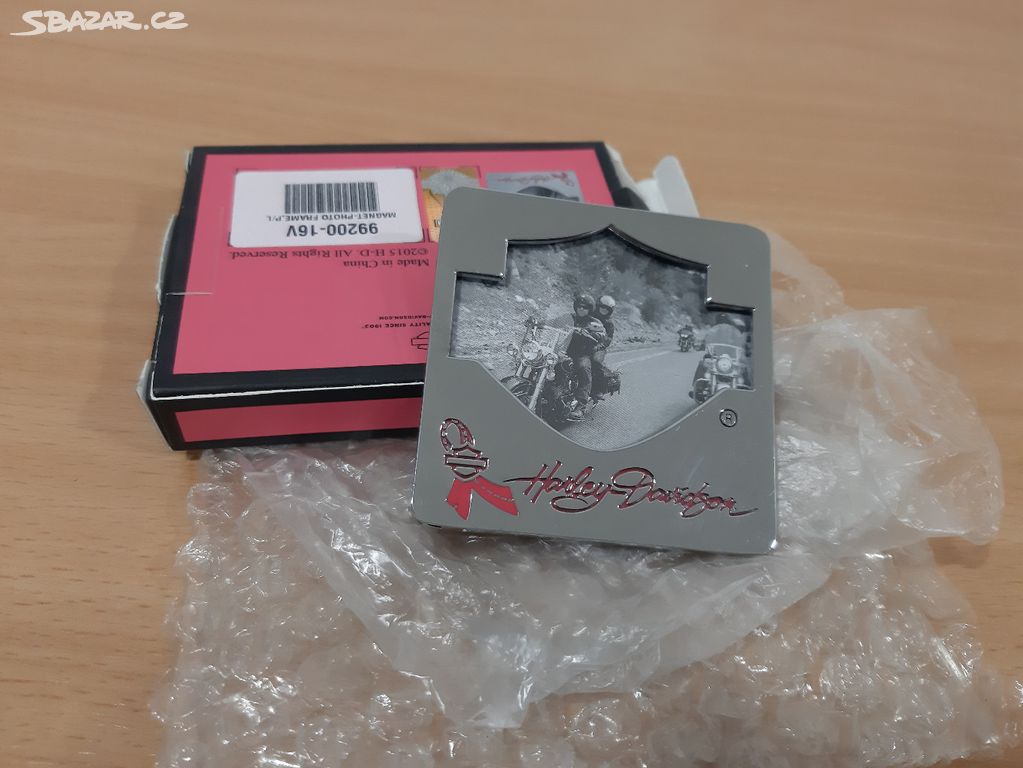 SBAZAR.CZ
99200-16V
MAGNET-PHOTO FRAME,P/L
Made in China
©2015 H-D. All Rights Reserved.
Harley-Davidson
®